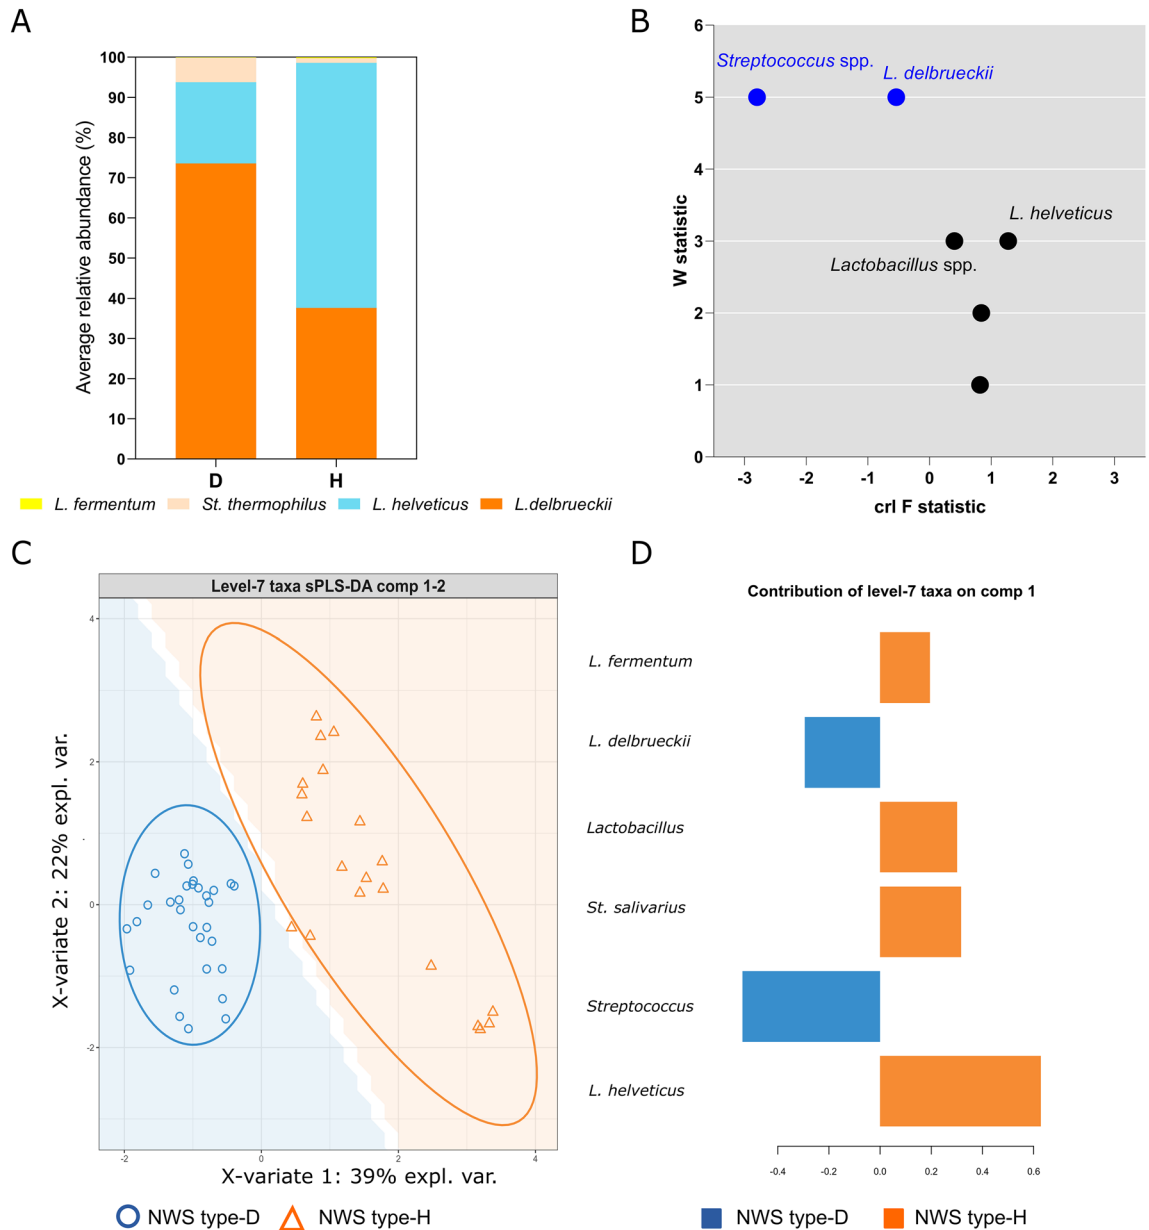 A
100
90
80
70
60
50
40
30
20
10
0
Average relative abundance (%)
D H
L. fermentum St. thermophilus L. helveticus L.delbrueckii
B
6
5
4
3
2
1
0
W statistic
Streptococcus spp.
L. delbrueckii
L. helveticus
Lactobacillus spp.
-3 -2 -1 0 1 2 3
crl F statistic
C
Level-7 taxa sPLS-DA comp 1-2
4
2
0
-2
X-variate 2: 22% expl. var.
-2 0 2 4
X-variate 1: 39% expl. var.
NWS type-D NWS type-H
D
Contribution of level-7 taxa on comp 1
L. fermentum
L. delbrueckii
Lactobacillus
St. salivarius
Streptococcus
L. helveticus
-0.4 0.0 0.2 0.4 0.6
NWS type-D NWS type-H